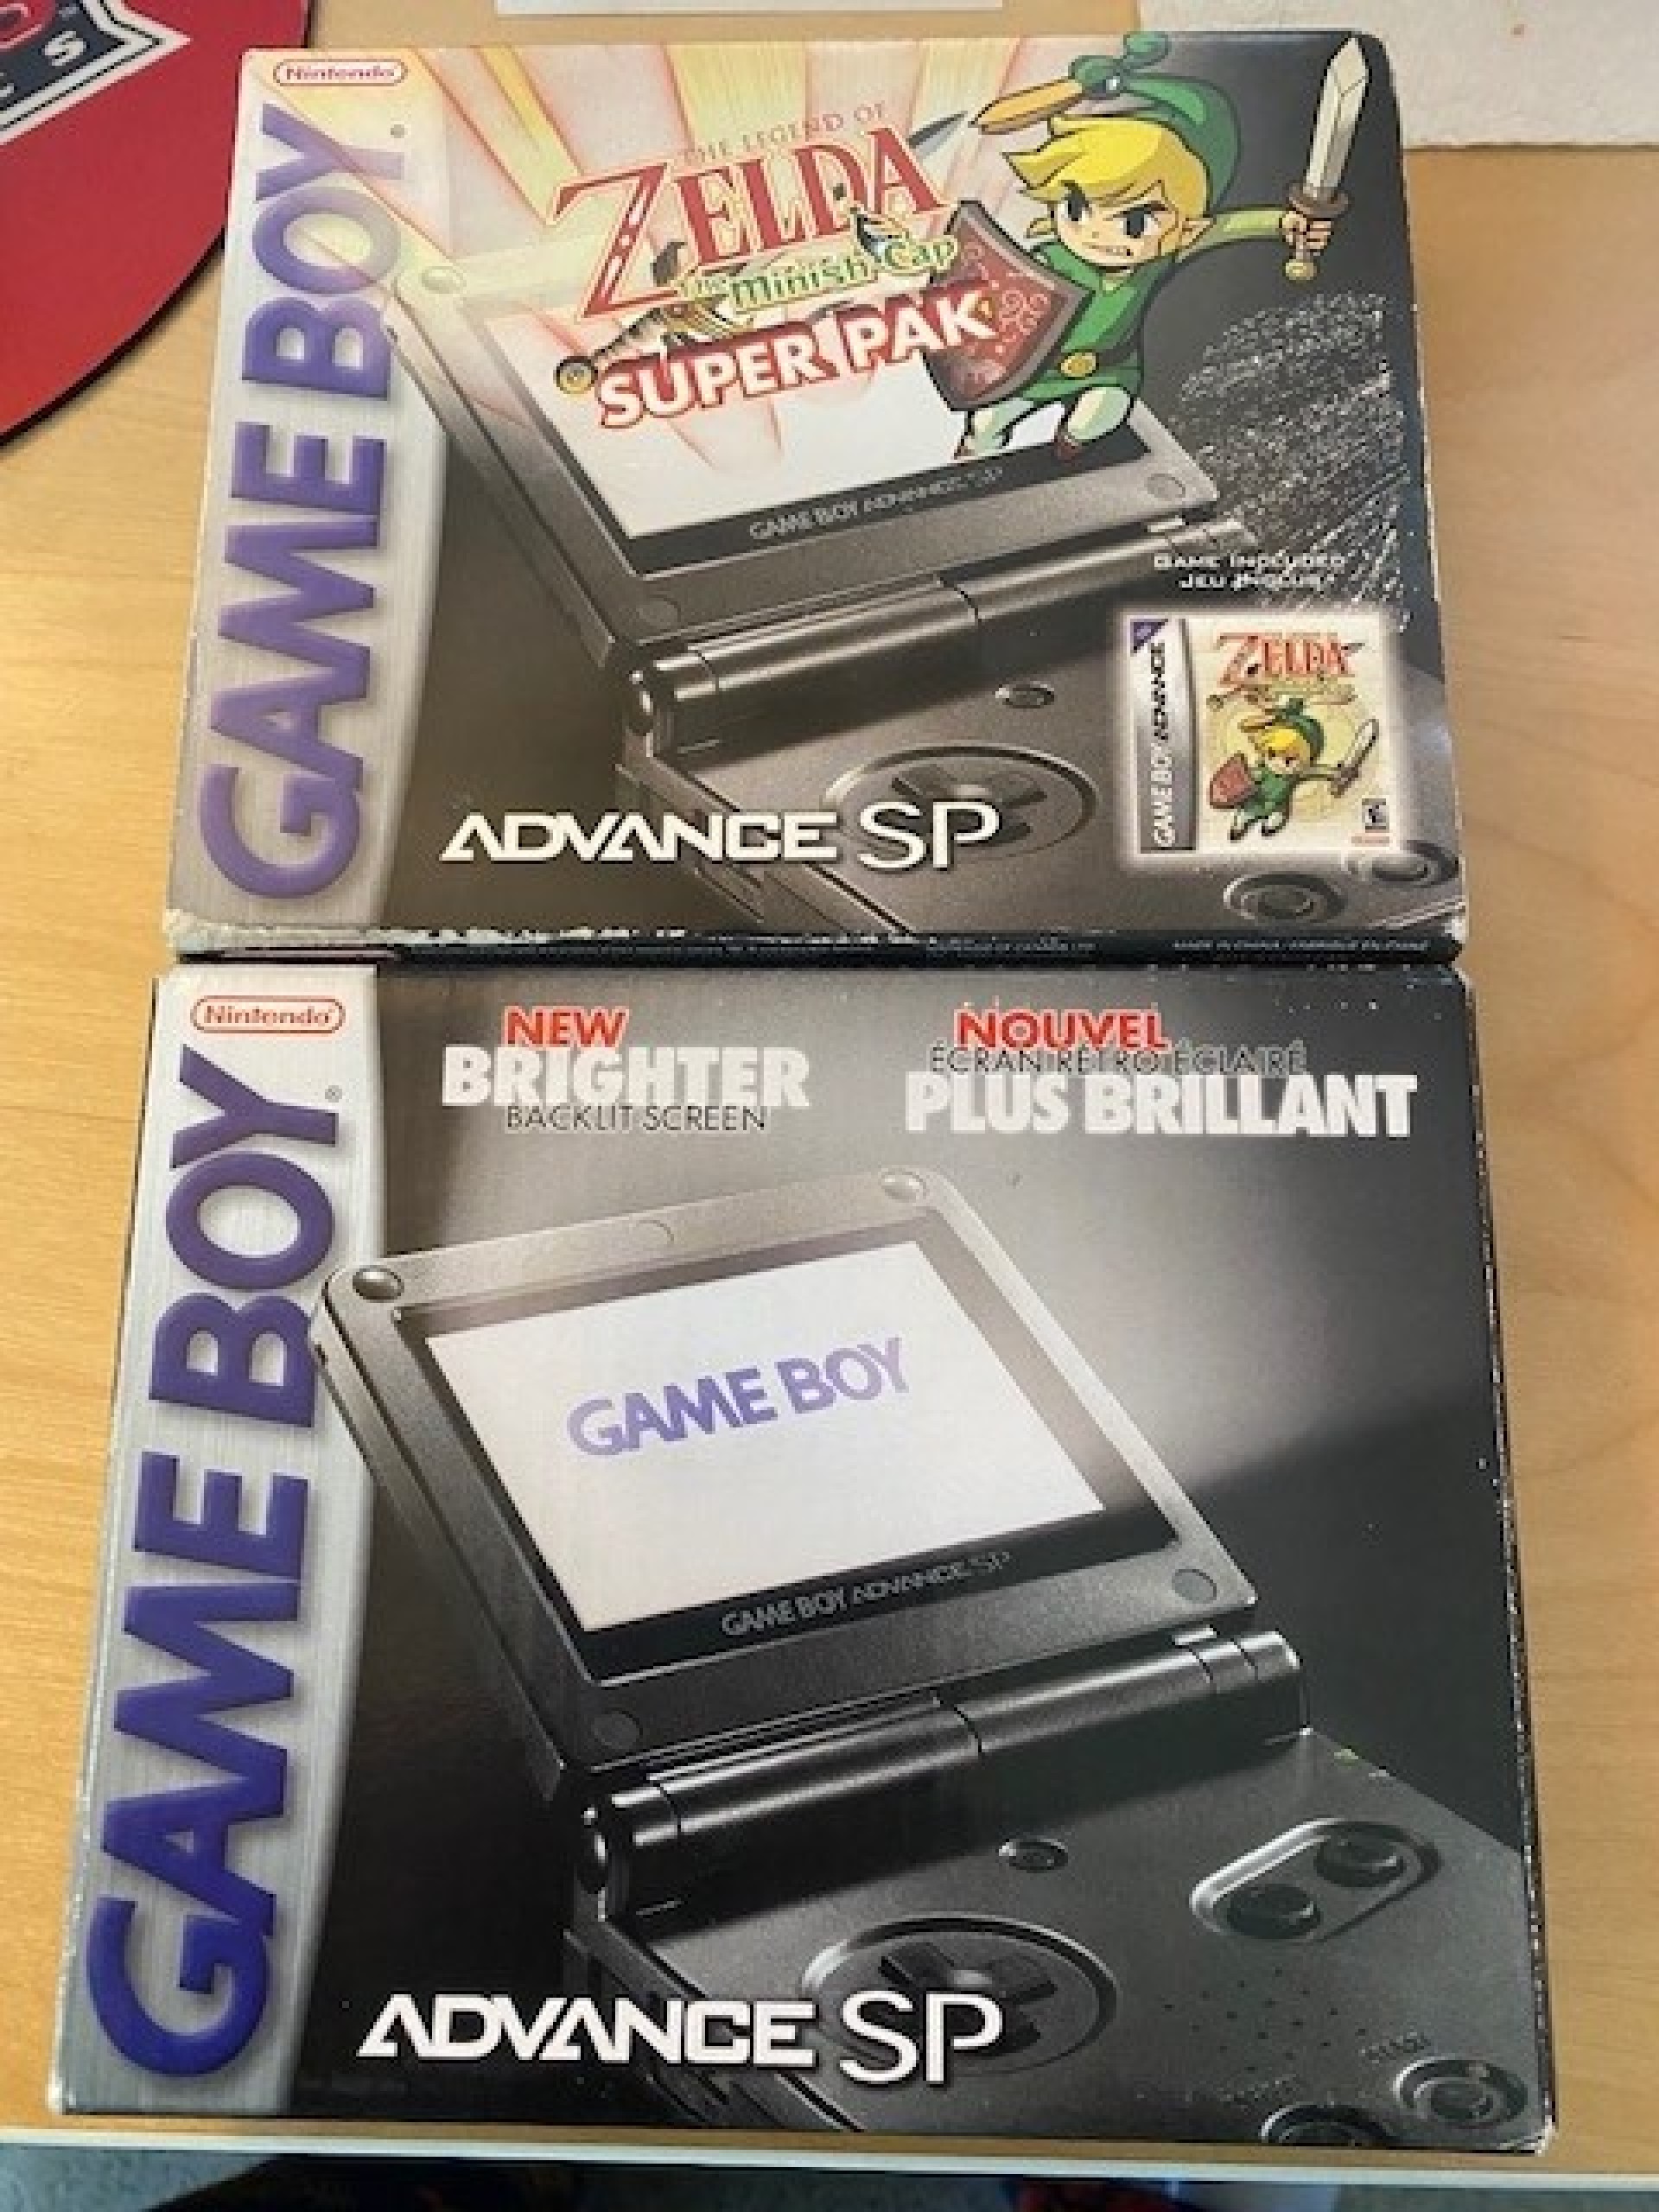 S
Nintendo
GAME BOY
THE LEGEND OF
ZELDA
THE Minish Cap
SUPER PAK
GAME BOY ADVANCE SP
GAME INCLUDED
JEU INCLUS
GAME BOY ADVANCE
ZELDA
E
ADVANCE SP
Nintendo
GAME BOY
NEW
BRIGHTER
BACKLIT SCREEN
NOUVEL
ÉCRAN RÉTRO ÉCLAIRÉ
PLUS BRILLANT
GAME BOY
GAME BOY ADVANCE SP
ADVANCE SP